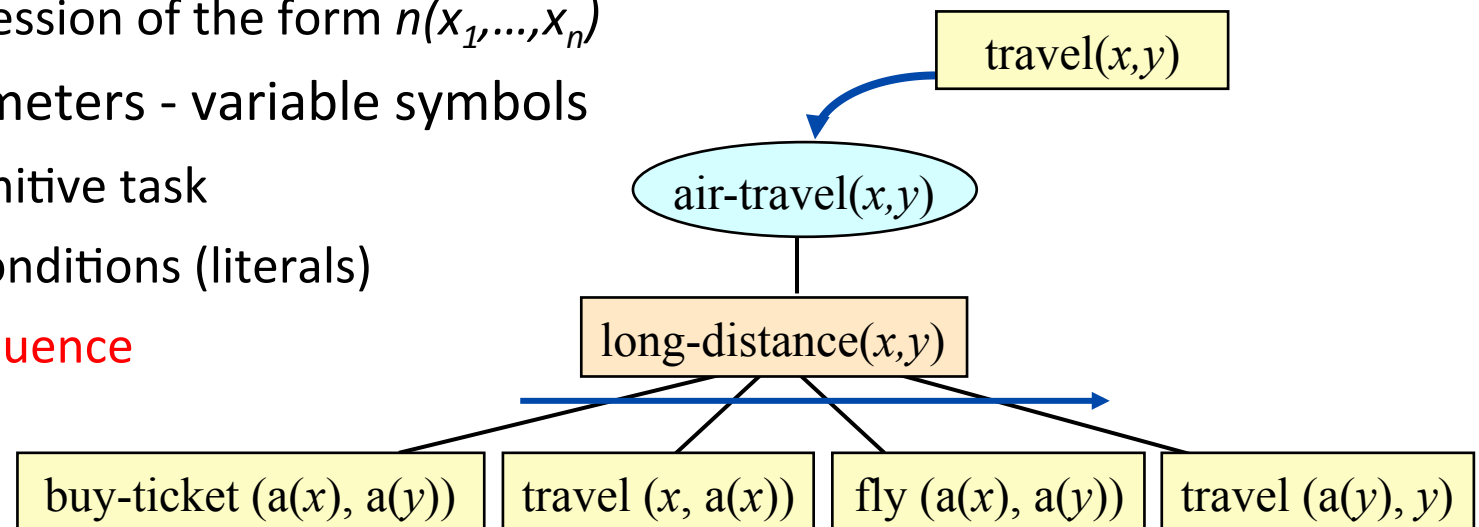 ession of the form n(x1,...,xn)
meters - variable symbols
nitive task
onditions (literals)
uence
travel(x,y)
air-travel(x,y)
long-distance(x,y)
buy-ticket (a(x), a(y))
travel (x, a(x))
fly (a(x), a(y))
travel (a(y), y)